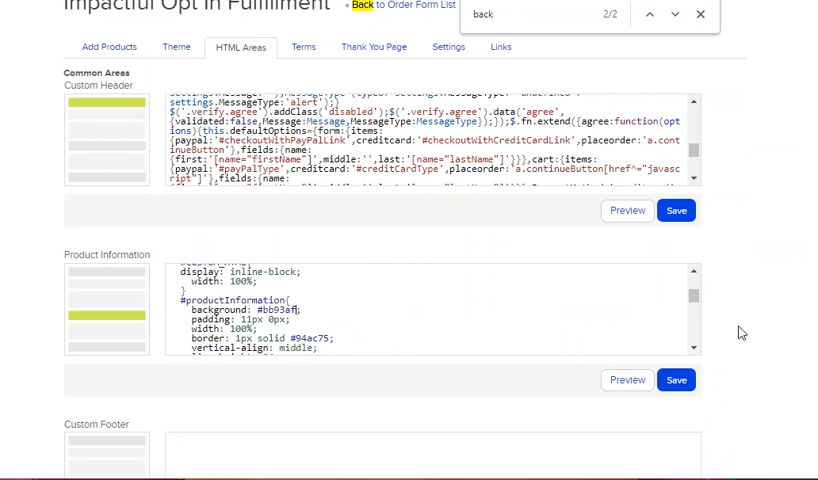 Impactful Opt In Fulfillment « Back to Order Form List
back 2/2
Add Products Theme HTML Areas Terms Thank You Page Settings Links
Common Areas
Custom Header
settings.MessageType:'alert');}
$('.verify.agree').addClass('disabled');$('.verify.agree').data('agree',
{validated:false,Message:Message,MessageType:MessageType});});$.fn.extend({agree:function(opt
ions){this.defaultOptions={form:{items:
{paypal:'#checkoutWithPayPalLink',creditcard:'#checkoutWithCreditCardLink',placeorder:'a.cont
inueButton'},fields:{name:
{first:'[name="firstName"]',middle:'',last:'[name="lastName"]'}}},cart:{items:
{paypal:'#payPalType',creditcard:'#creditCardType',placeorder:'a.continueButton[href^="javasc
ript"]'},fields:{name:
Preview Save
Product Information
display: inline-block;
width: 100%;
}
#productInformation{
background: #bb93af;
padding: 11px 0px;
width: 100%;
border: 1px solid #94ac75;
vertical-align: middle;
Preview Save
Custom Footer